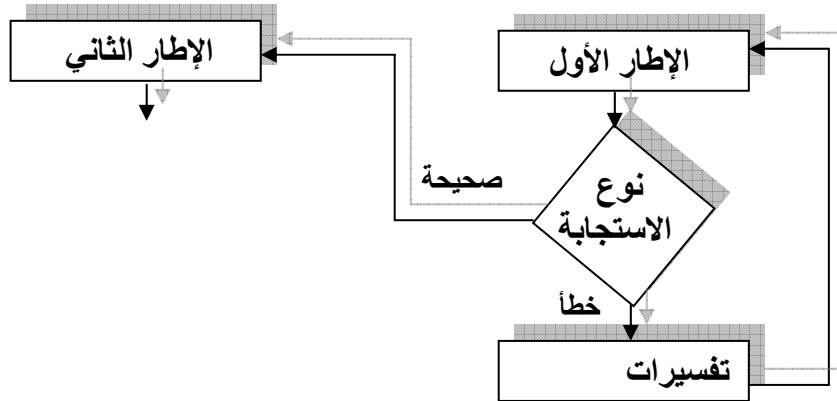 الإطار الأول
الإطار الثاني
نوع
الاستجابة
صحيحة
خطأ
تفسيرات